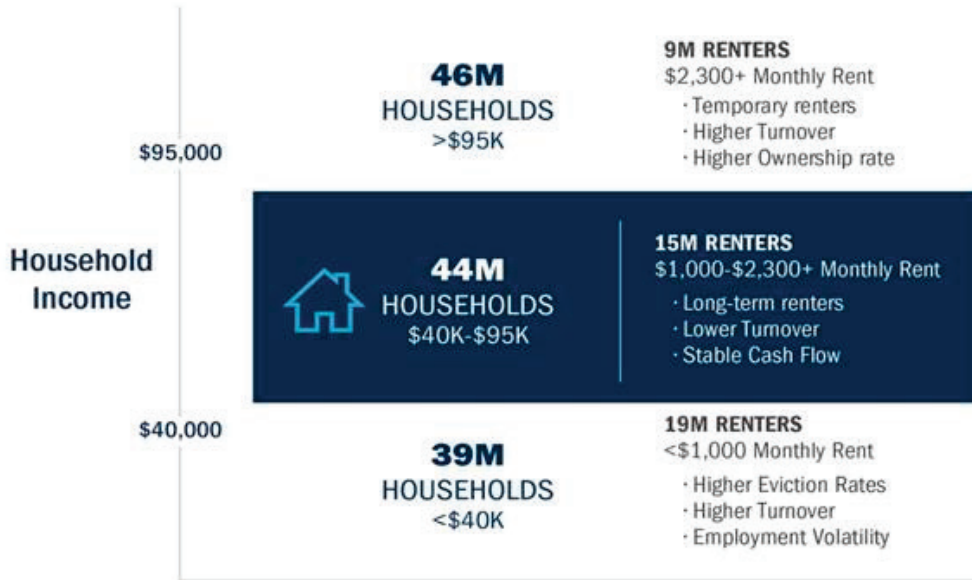 46M
HOUSEHOLDS
>$95K
9M RENTERS
$2,300+ Monthly Rent
· Temporary renters
· Higher Turnover
· Higher Ownership rate
$95,000
Household
Income
44M
HOUSEHOLDS
$40K-$95K
15M RENTERS
$1,000-$2,300+ Monthly Rent
· Long-term renters
· Lower Turnover
· Stable Cash Flow
$40,000
39M
HOUSEHOLDS
<$40K
19M RENTERS
<$1,000 Monthly Rent
· Higher Eviction Rates
· Higher Turnover
· Employment Volatility